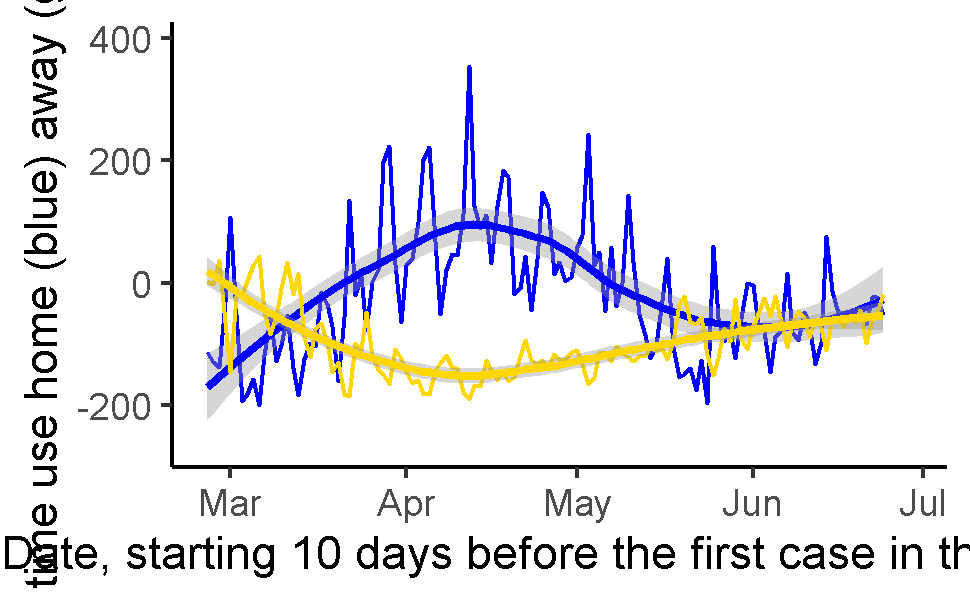 time use home (blue) away (
400
200
0
-200
Mar Apr May Jun Jul
Date, starting 10 days before the first case in th